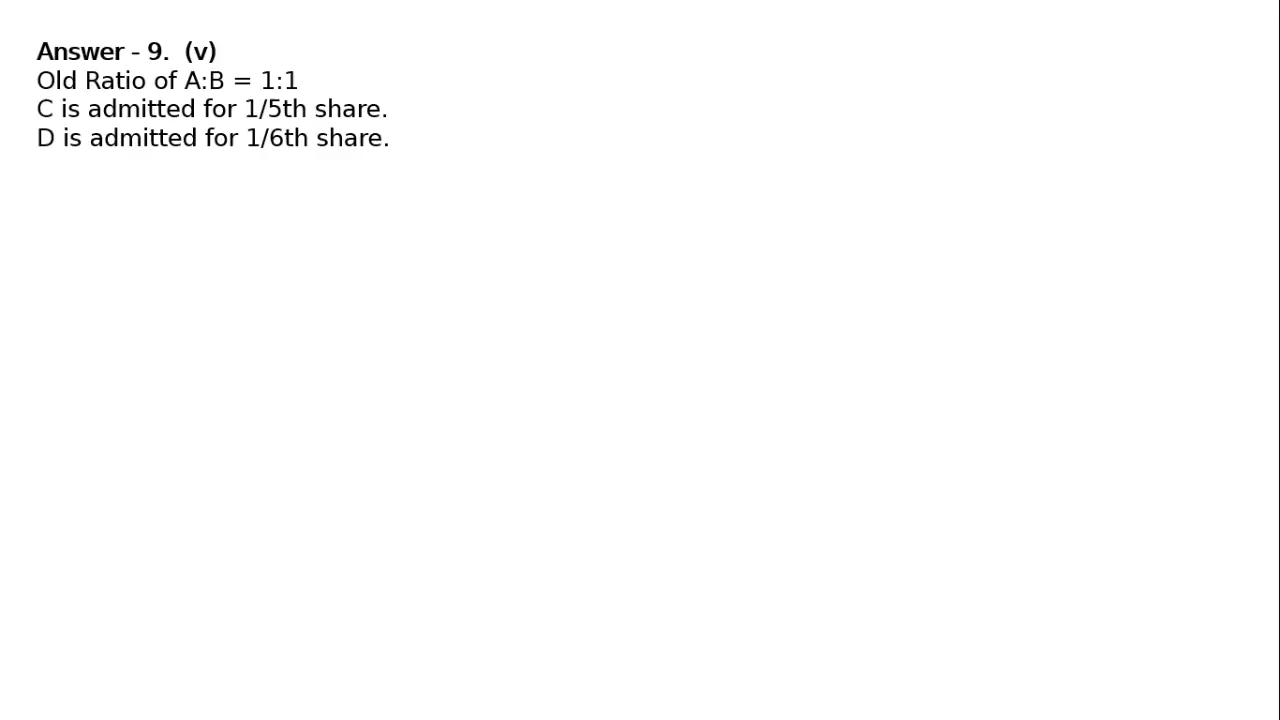 Answer - 9. (v)
Old Ratio of A:B = 1:1
C is admitted for 1/5th share.
D is admitted for 1/6th share.